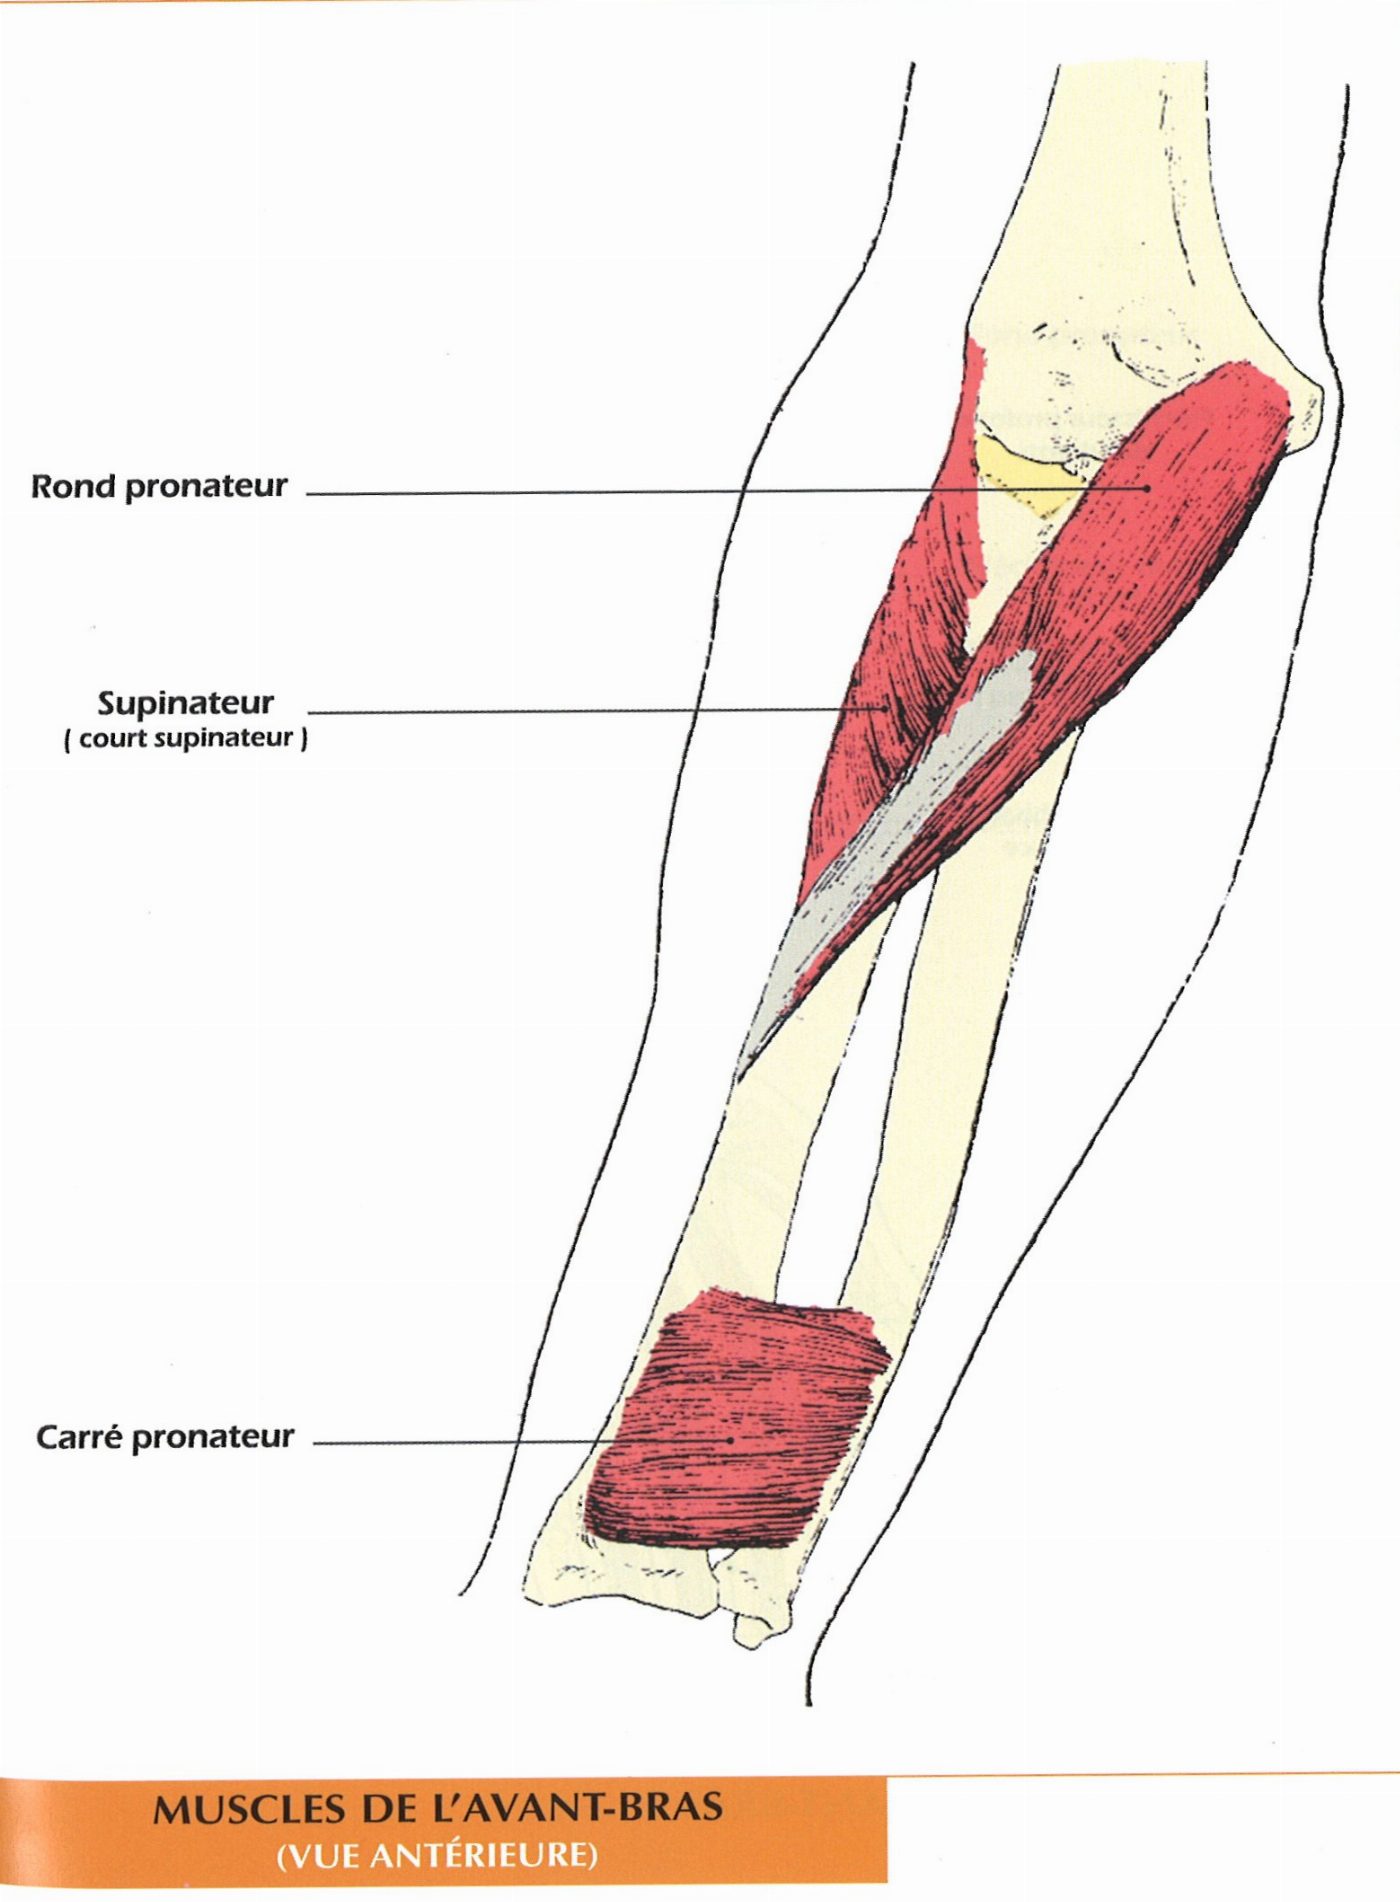 Rond pronateur
Supinateur
( court supinateur )
Carré pronateur
MUSCLES DE L'AVANT-BRAS
(VUE ANTÉRIEURE)